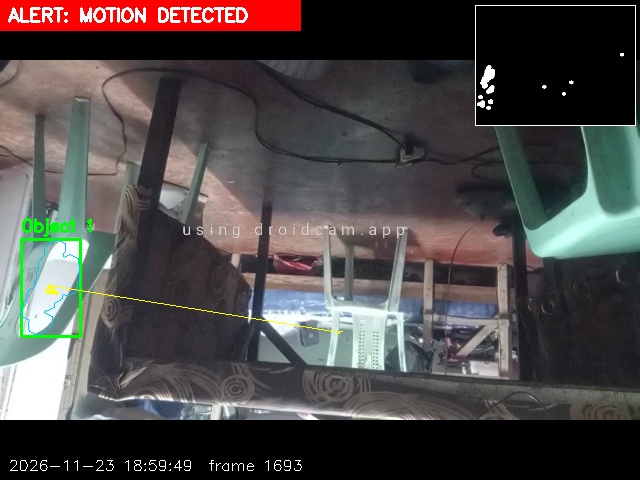 ALERT: MOTION DETECTED
Object 1
using droidcam.app
2026-11-23 18:59:49 frame 1693